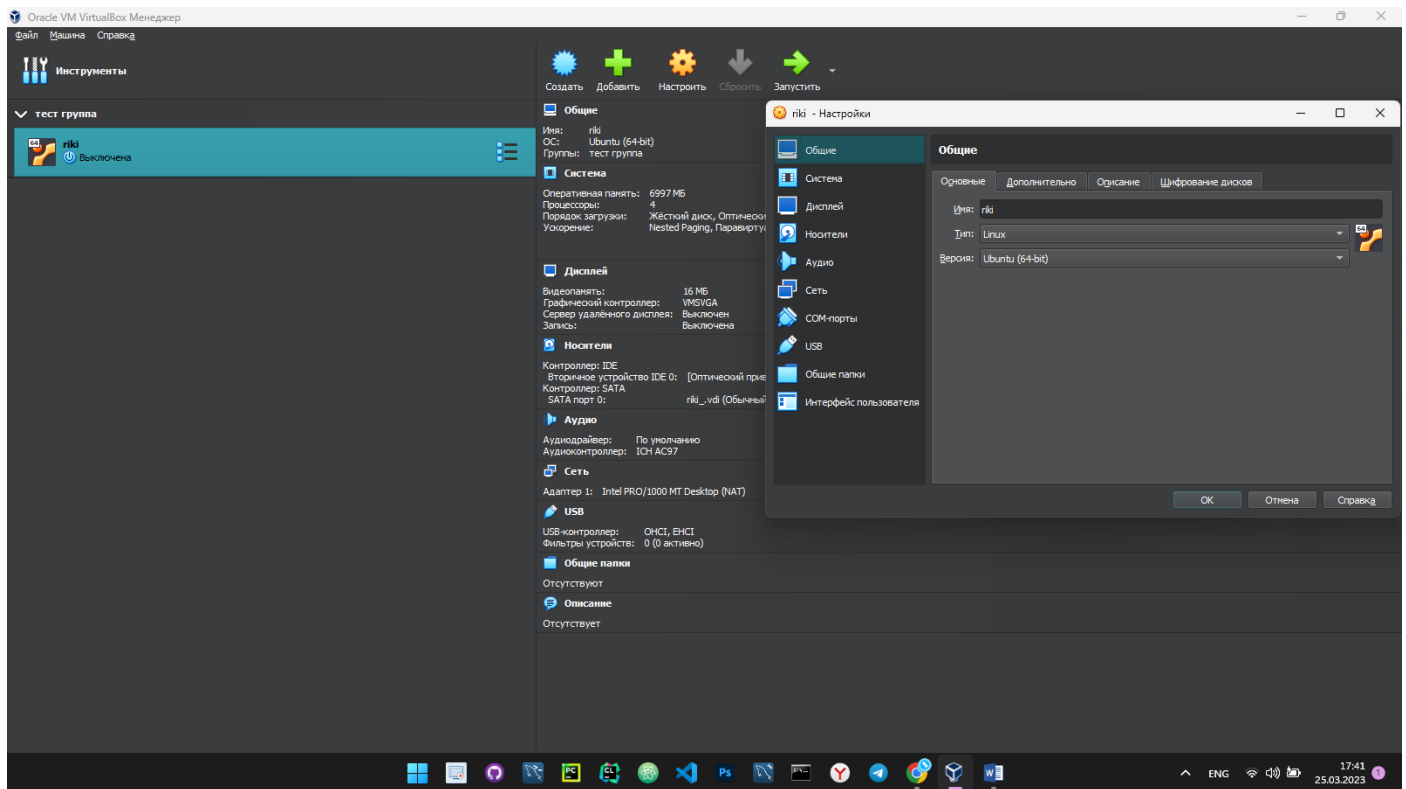 Oracle VM VirtualBox Менеджер
Файл Машина Справка
Инструменты
Создать Добавить Настроить Сбросить Запустить
тест группа
64 riki
Выключена
Общие
Имя: riki
ОС: Ubuntu (64-bit)
Группы: тест группа
Система
Оперативная память: 6997 МБ
Процессоры: 4
Порядок загрузки: Жёсткий диск, Оптически
Ускорение: Nested Paging, Паравирту
Дисплей
Видеопамять: 16 МБ
Графический контроллер: VMSVGA
Сервер удалённого дисплея: Выключен
Запись: Выключена
Носители
Контроллер: IDE
Вторичное устройство IDE 0: [Оптический прив
Контроллер: SATA
SATA порт 0: riki_.vdi (Обычный
Аудио
Аудиодрайвер: По умолчанию
Аудиоконтроллер: ICH AC97
Сеть
Адаптер 1: Intel PRO/1000 MT Desktop (NAT)
USB
USB-контроллер: OHCI, EHCI
Фильтры устройств: 0 (0 активно)
Общие папки
Отсутствуют
Описание
Отсутствует
riki - Настройки
Общие
Система
Дисплей
Носители
Аудио
Сеть
COM-порты
USB
Общие папки
Интерфейс пользователя
Общие
Основные Дополнительно Описание Шифрование дисков
Имя: riki
Тип: Linux
64
Версия: Ubuntu (64-bit)
OK Отмена Справка
PC CL Ps Y W
ENG 17:41
25.03.2023 1